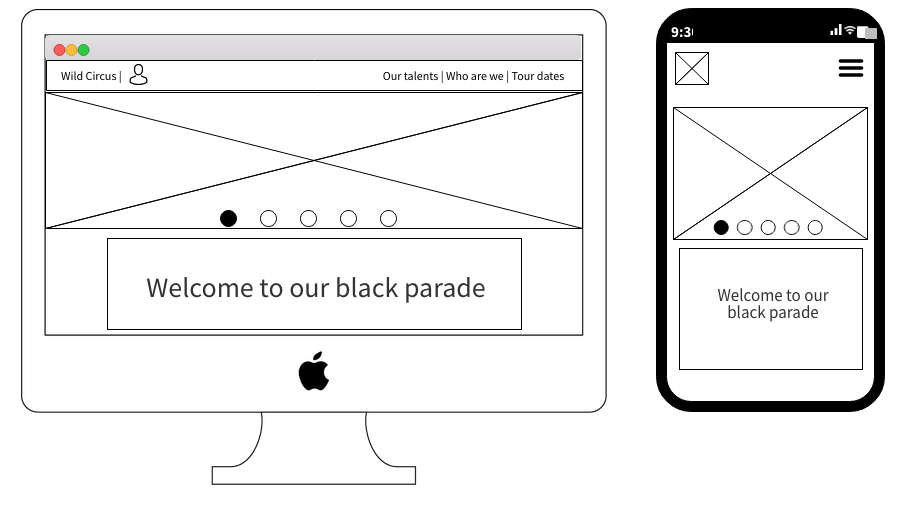 Wild Circus |
Our talents | Who are we | Tour dates
Welcome to our black parade
9:3
Welcome to our
black parade